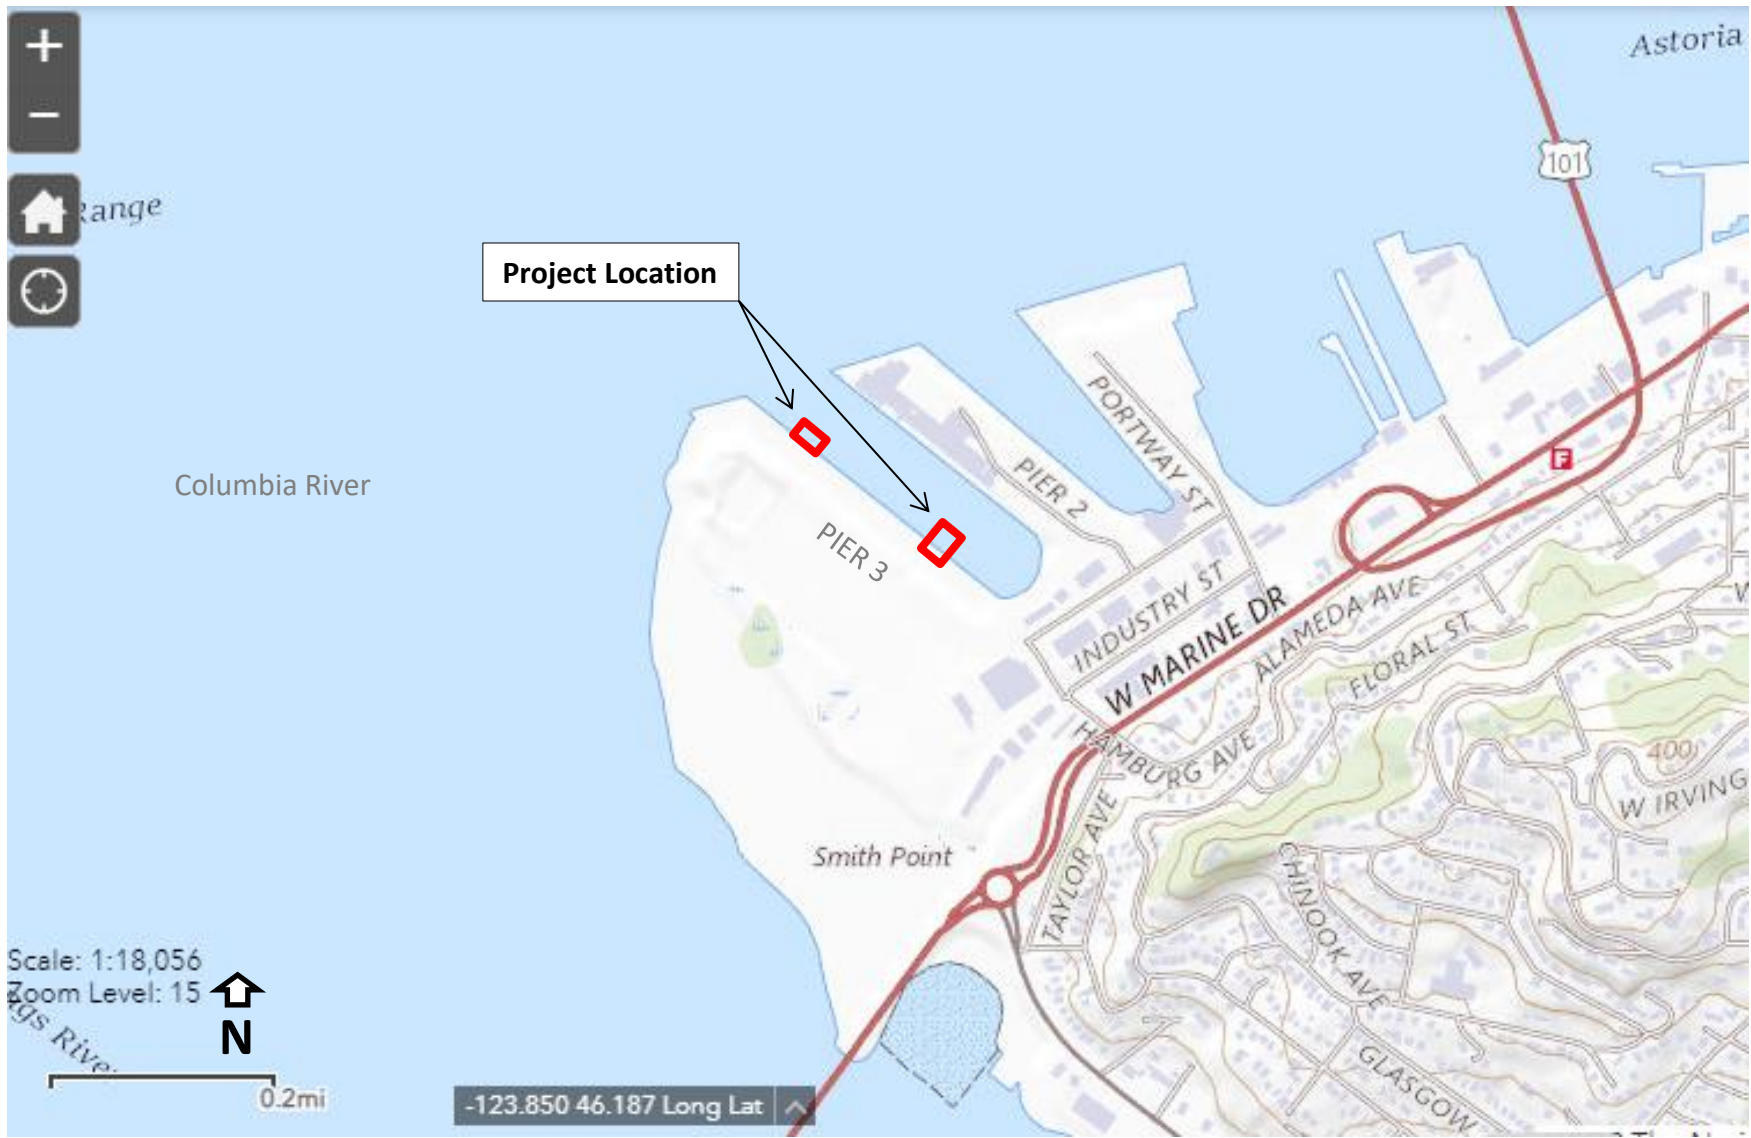 Astoria
101
Range
Project Location
PORTWAY ST
PIER 2
Columbia River
PIER 3
F
INDUSTRY ST
W MARINE DR
ALAMEDA AVE
FLORAL ST
HAMBURG AVE
400
W IRVING
TAYLOR AVE
Smith Point
CHINOOK AVE
Scale: 1:18,056
Zoom Level: 15
N
GLASGOW
0.2mi
-123.850 46.187 Long Lat